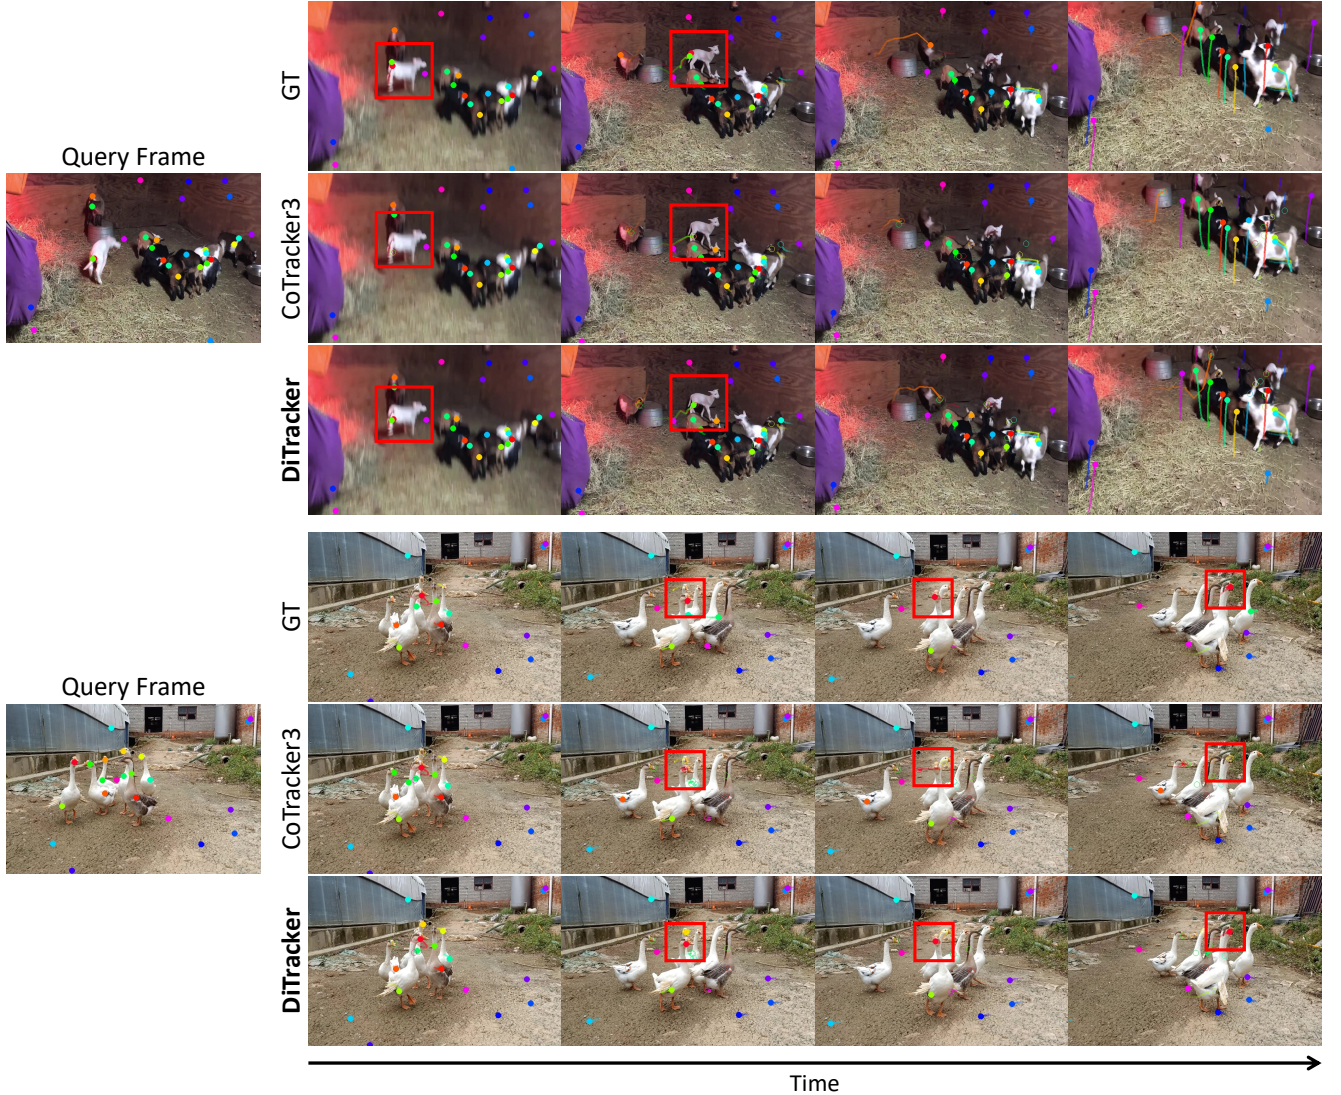 GT
Query Frame
CoTracker3
DiTracker
GT
Query Frame
CoTracker3
DiTracker
Time